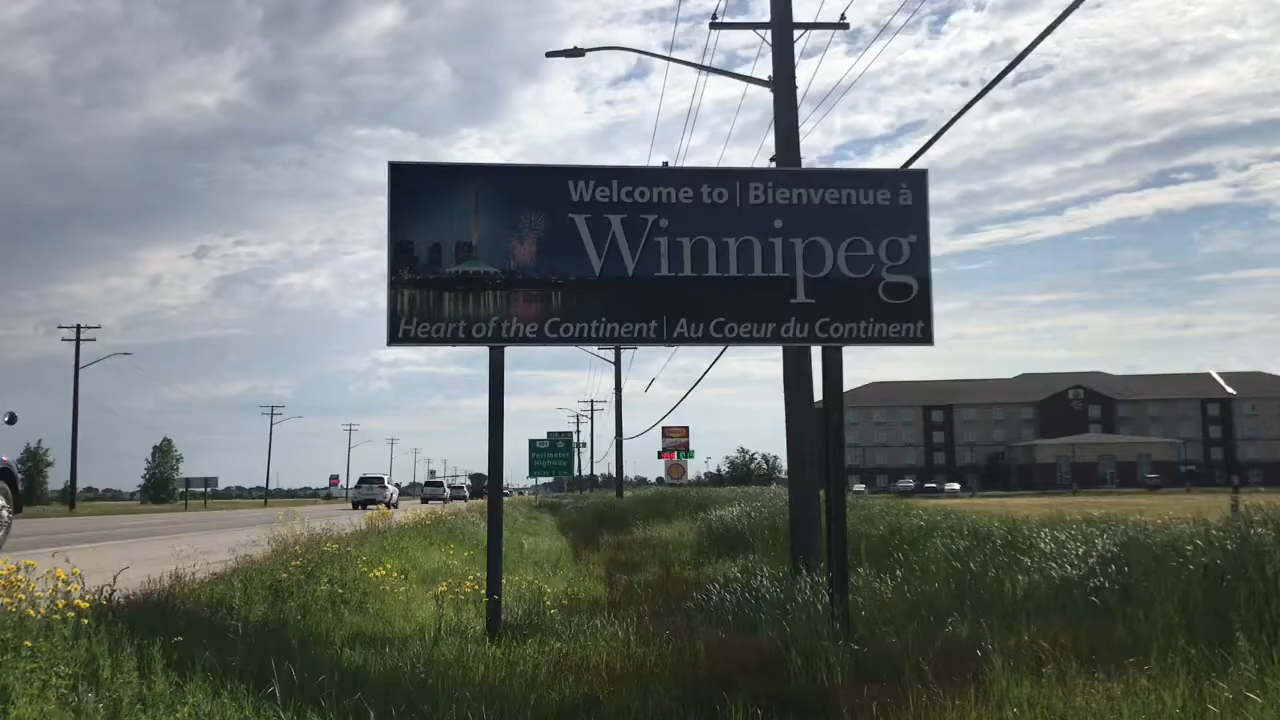 Welcome to | Bienvenue à
Winnipeg
Heart of the Continent | Au Coeur du Continent
Perimeter
Highway